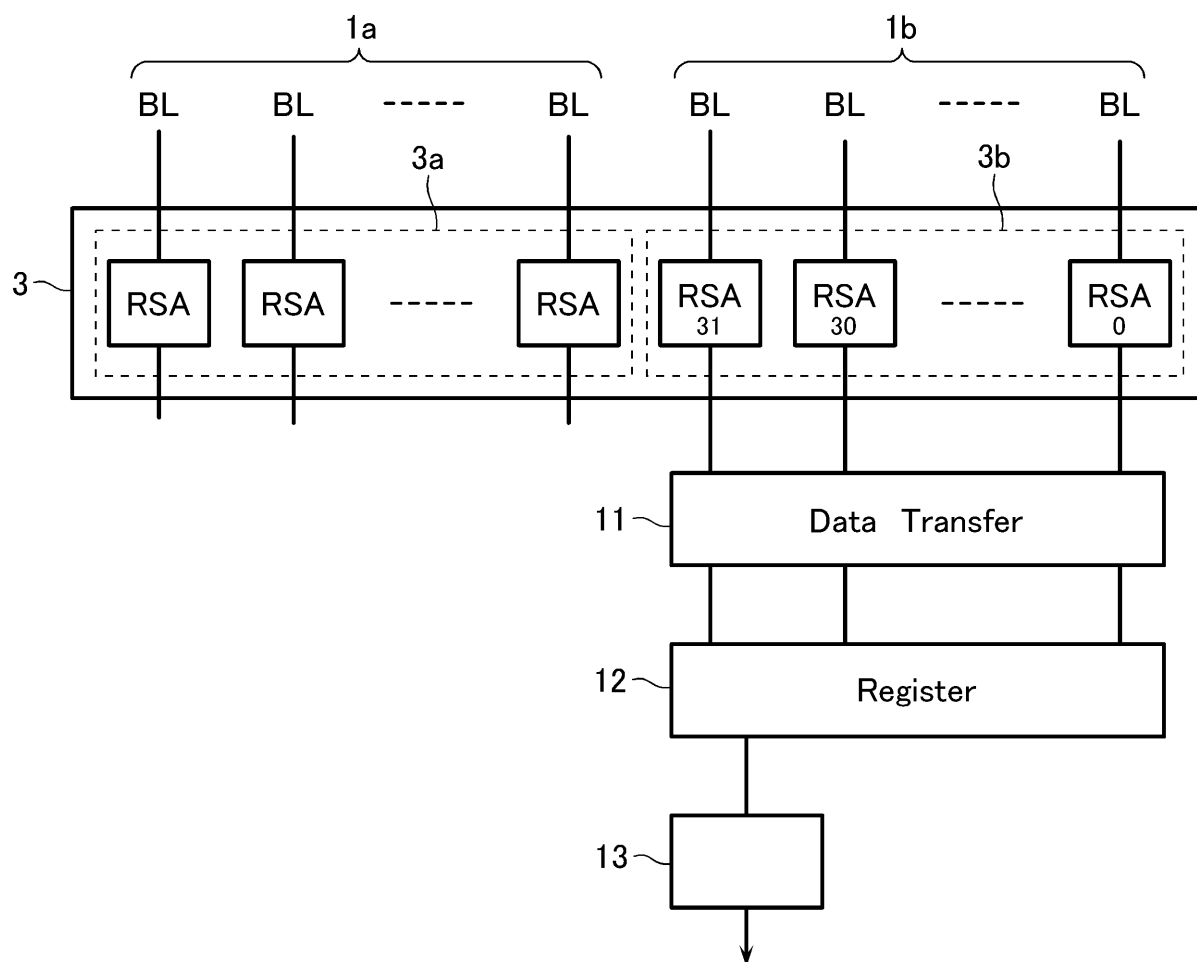 1a 1b
BL BL ----- BL BL BL ----- BL
3a 3b
3 RSA RSA ----- RSA RSA RSA ----- RSA
31 30 0
11 Data Transfer
12 Register
13